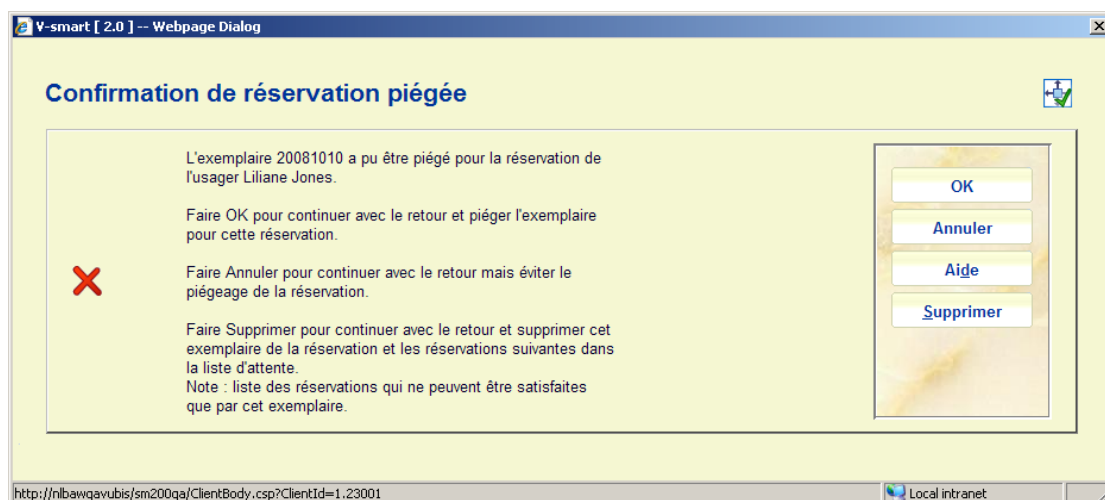 V-smart [ 2.0 ] -- Webpage Dialog
Confirmation de réservation piégée
L'exemplaire 20081010 a pu être piégé pour la réservation de
l'usager Liliane Jones.
Faire OK pour continuer avec le retour et piéger l'exemplaire
pour cette réservation.
Faire Annuler pour continuer avec le retour mais éviter le
piégeage de la réservation.
Faire Supprimer pour continuer avec le retour et supprimer cet
exemplaire de la réservation et les réservations suivantes dans
la liste d'attente.
Note : liste des réservations qui ne peuvent être satisfaites
que par cet exemplaire.
OK
Annuler
Aide
Supprimer
http://nlbawqavubis/sm200qa/ClientBody.csp?ClientId=1.23001
Local intranet